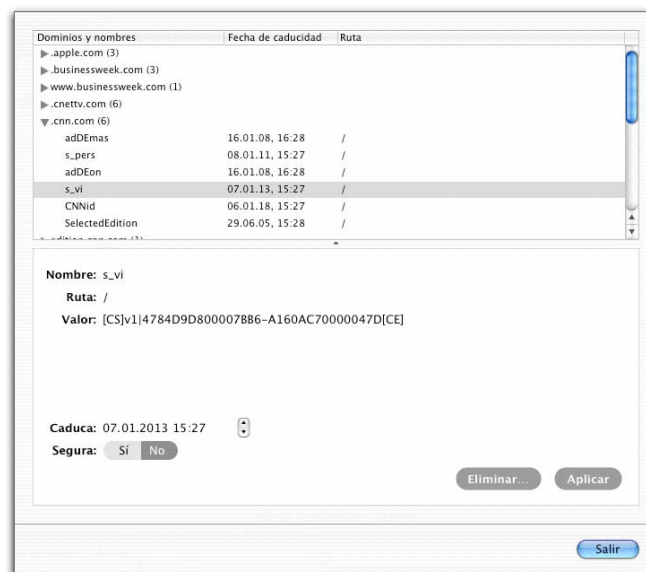 Dominios y nombres Fecha de caducidad Ruta
.apple.com (3)
.businessweek.com (3)
www.businessweek.com (1)
.cnettv.com (6)
.cnn.com (6)
adDEmas 16.01.08, 16:28 /
s_pers 08.01.11, 15:27 /
adDEon 16.01.08, 16:28 /
s_vi 07.01.13, 15:27 /
CNNid 06.01.18, 15:27 /
SelectedEdition 29.06.05, 15:28 /
edition.cnn.com (1)
Nombre: s_vi
Ruta: /
Valor: [CS]v1|4784D9D800007BB6-A160AC70000047D[CE]
Caduca: 07.01.2013 15:27
Segura: Sí No
Eliminar... Aplicar
Salir